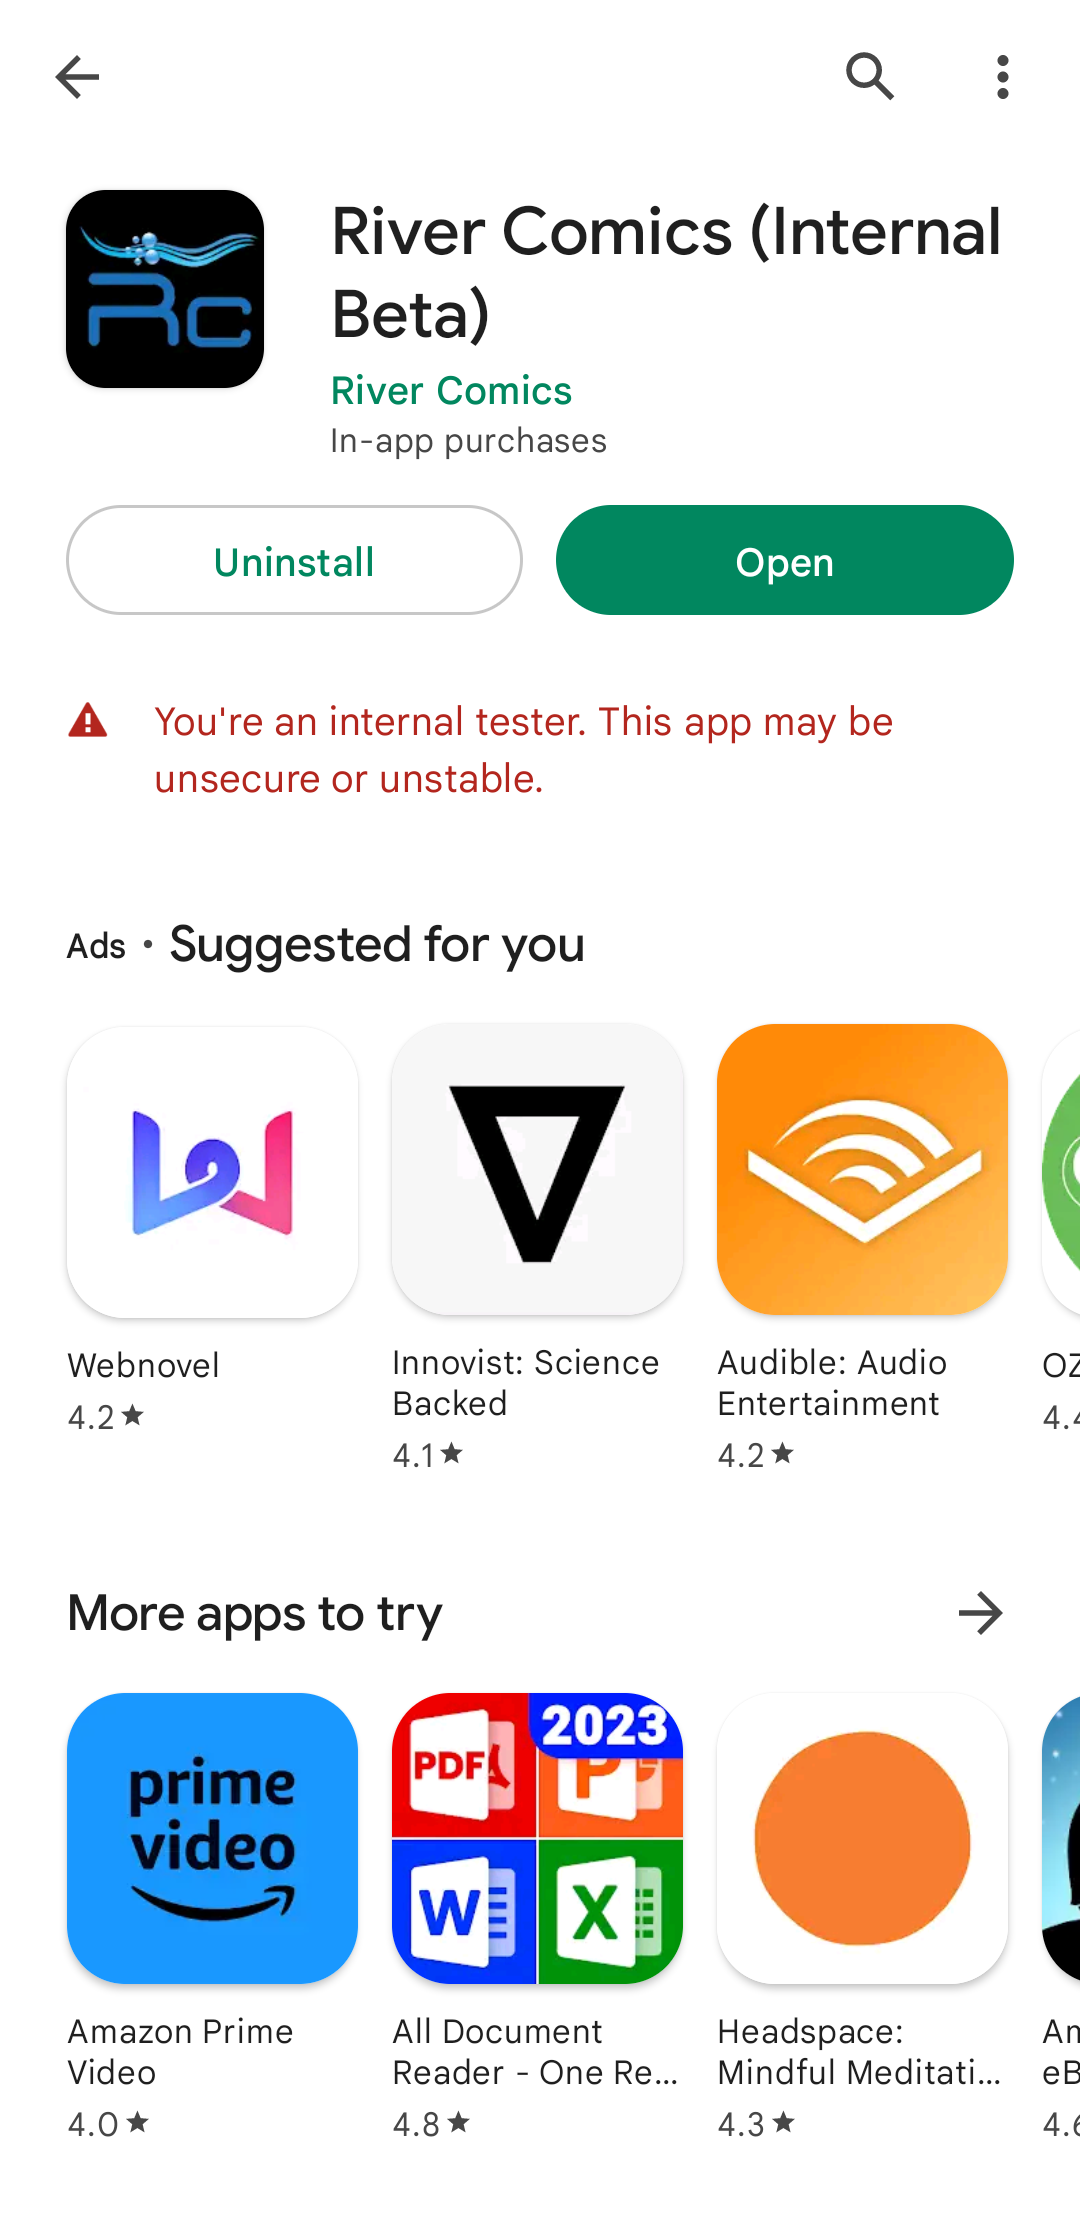 Rc
River Comics (Internal
Beta)
River Comics
In-app purchases
Uninstall
Open
You're an internal tester. This app may be
unsecure or unstable.
Ads • Suggested for you
Webnovel
4.2★
Innovist: Science
Backed
4.1★
Audible: Audio
Entertainment
4.2★
OZ
4.4
More apps to try
prime
video
2023
PDF
P
W
X
Amazon Prime
Video
4.0★
All Document
Reader - One Re...
4.8★
Headspace:
Mindful Meditati...
4.3★
Am
eB
4.6